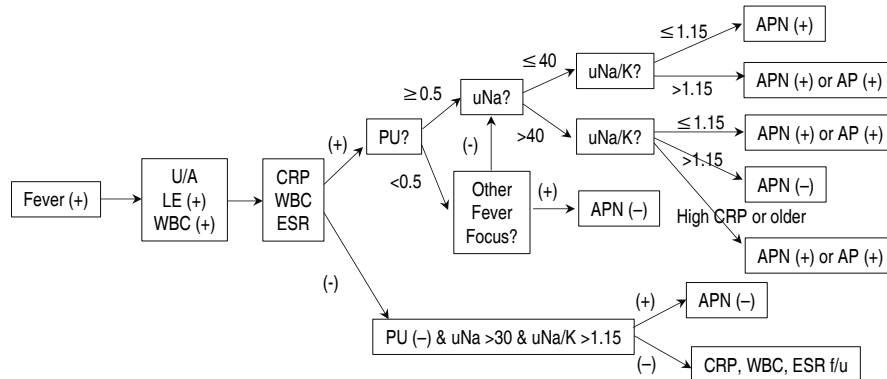 Fever (+)
U/A
LE (+)
WBC (+)
CRP
WBC
ESR
(+)
(-)
PU?
≥0.5
<0.5
uNa?
(-)
Other
Fever
Focus?
(+)
APN (–)
≤40
>40
uNa/K?
≤1.15
>1.15
APN (+)
APN (+) or AP (+)
uNa/K?
≤1.15
>1.15
High CRP or older
APN (+) or AP (+)
APN (–)
APN (+) or AP (+)
PU (–) & uNa >30 & uNa/K >1.15
(+)
(–)
APN (–)
CRP, WBC, ESR f/u